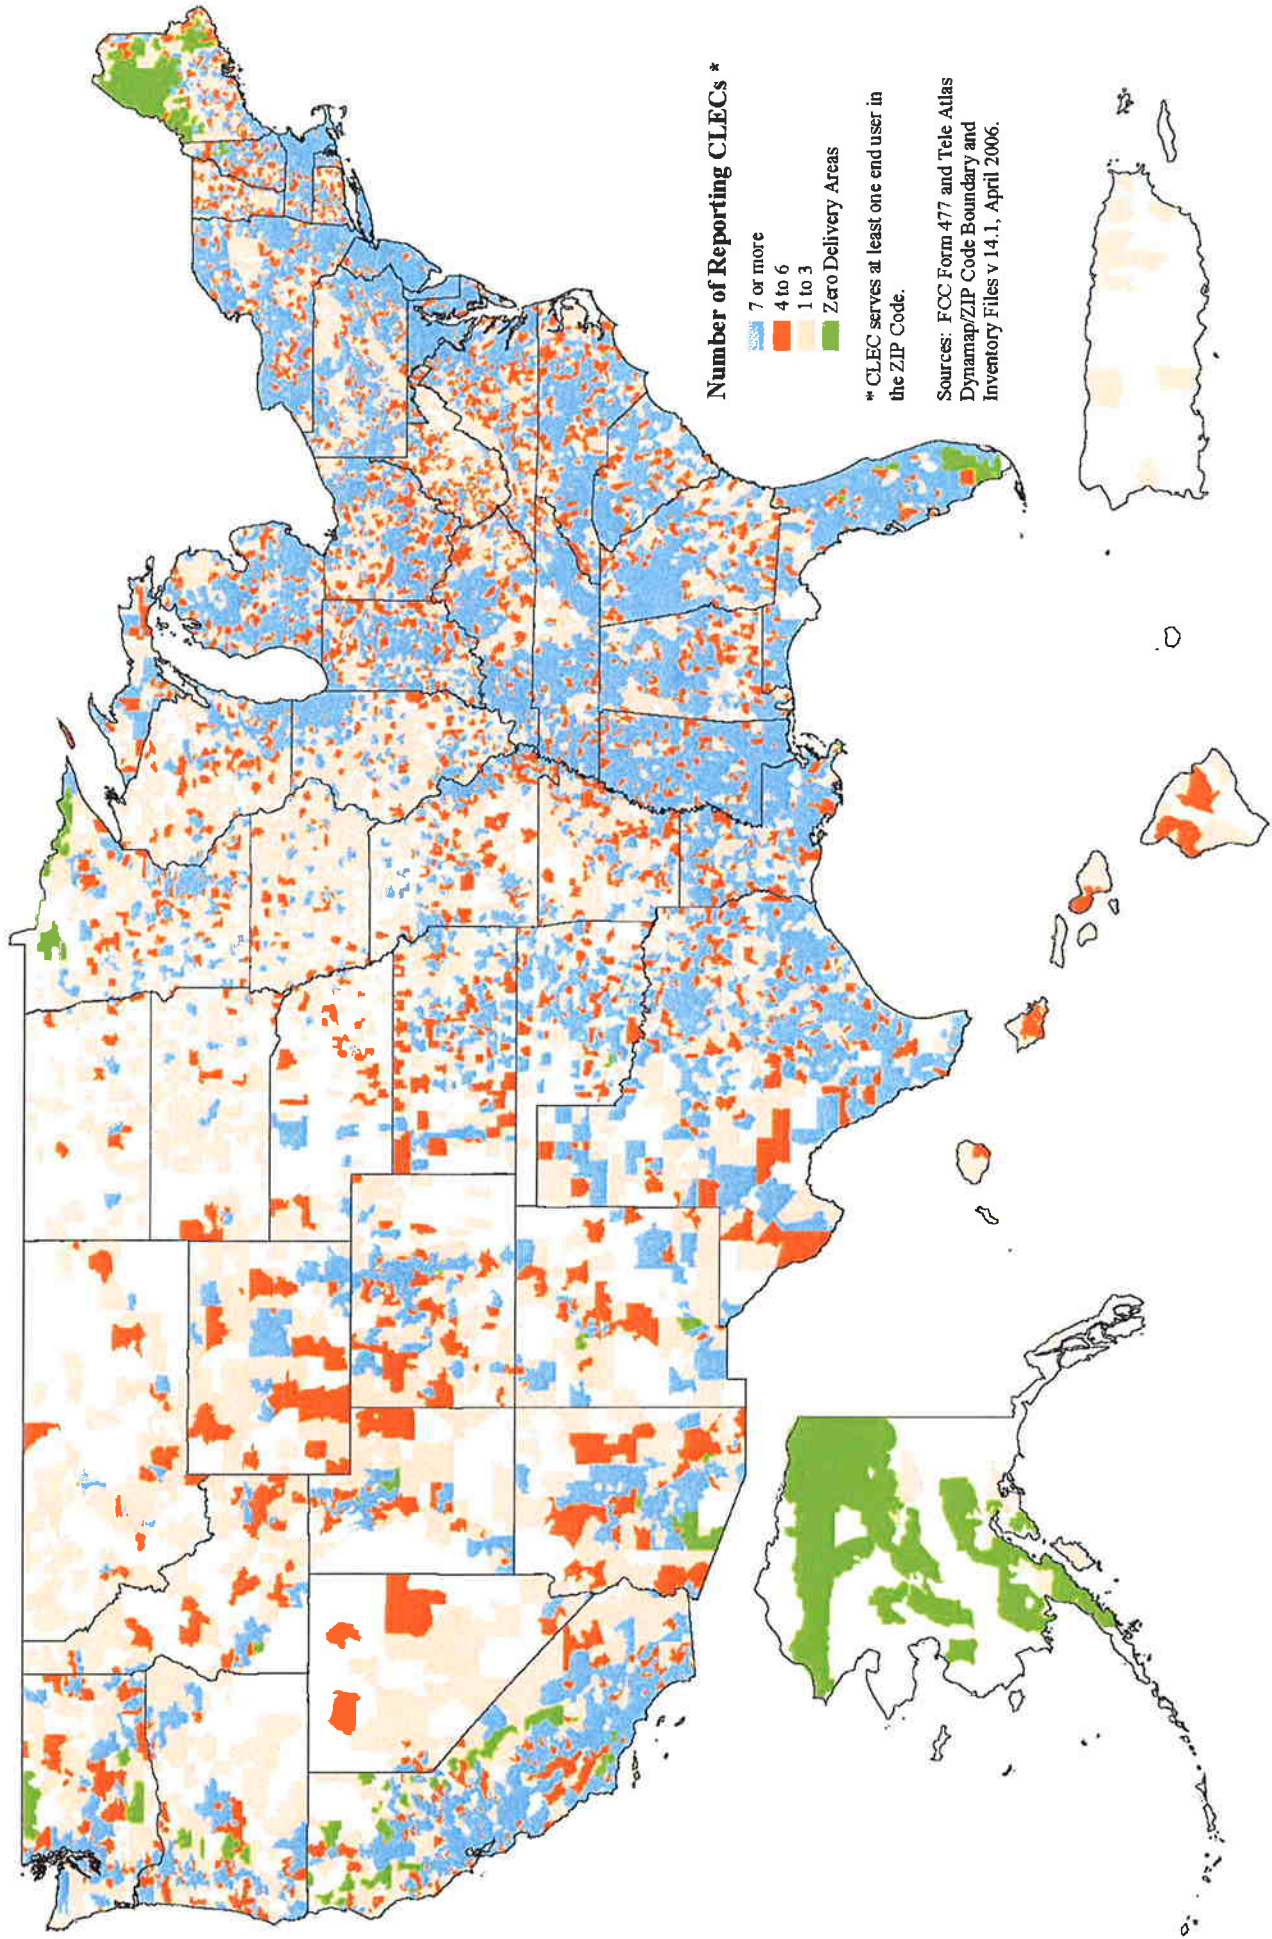 Number of Reporting CLECs *
7 or more
4 to 6
1 to 3
Zero Delivery Areas
* CLEC serves at least one end user in
the ZIP Code.
Sources: FCC Form 477 and Tele Atlas
Dynamap/ZIP Code Boundary and
Inventory Files v 14.1, April 2006.